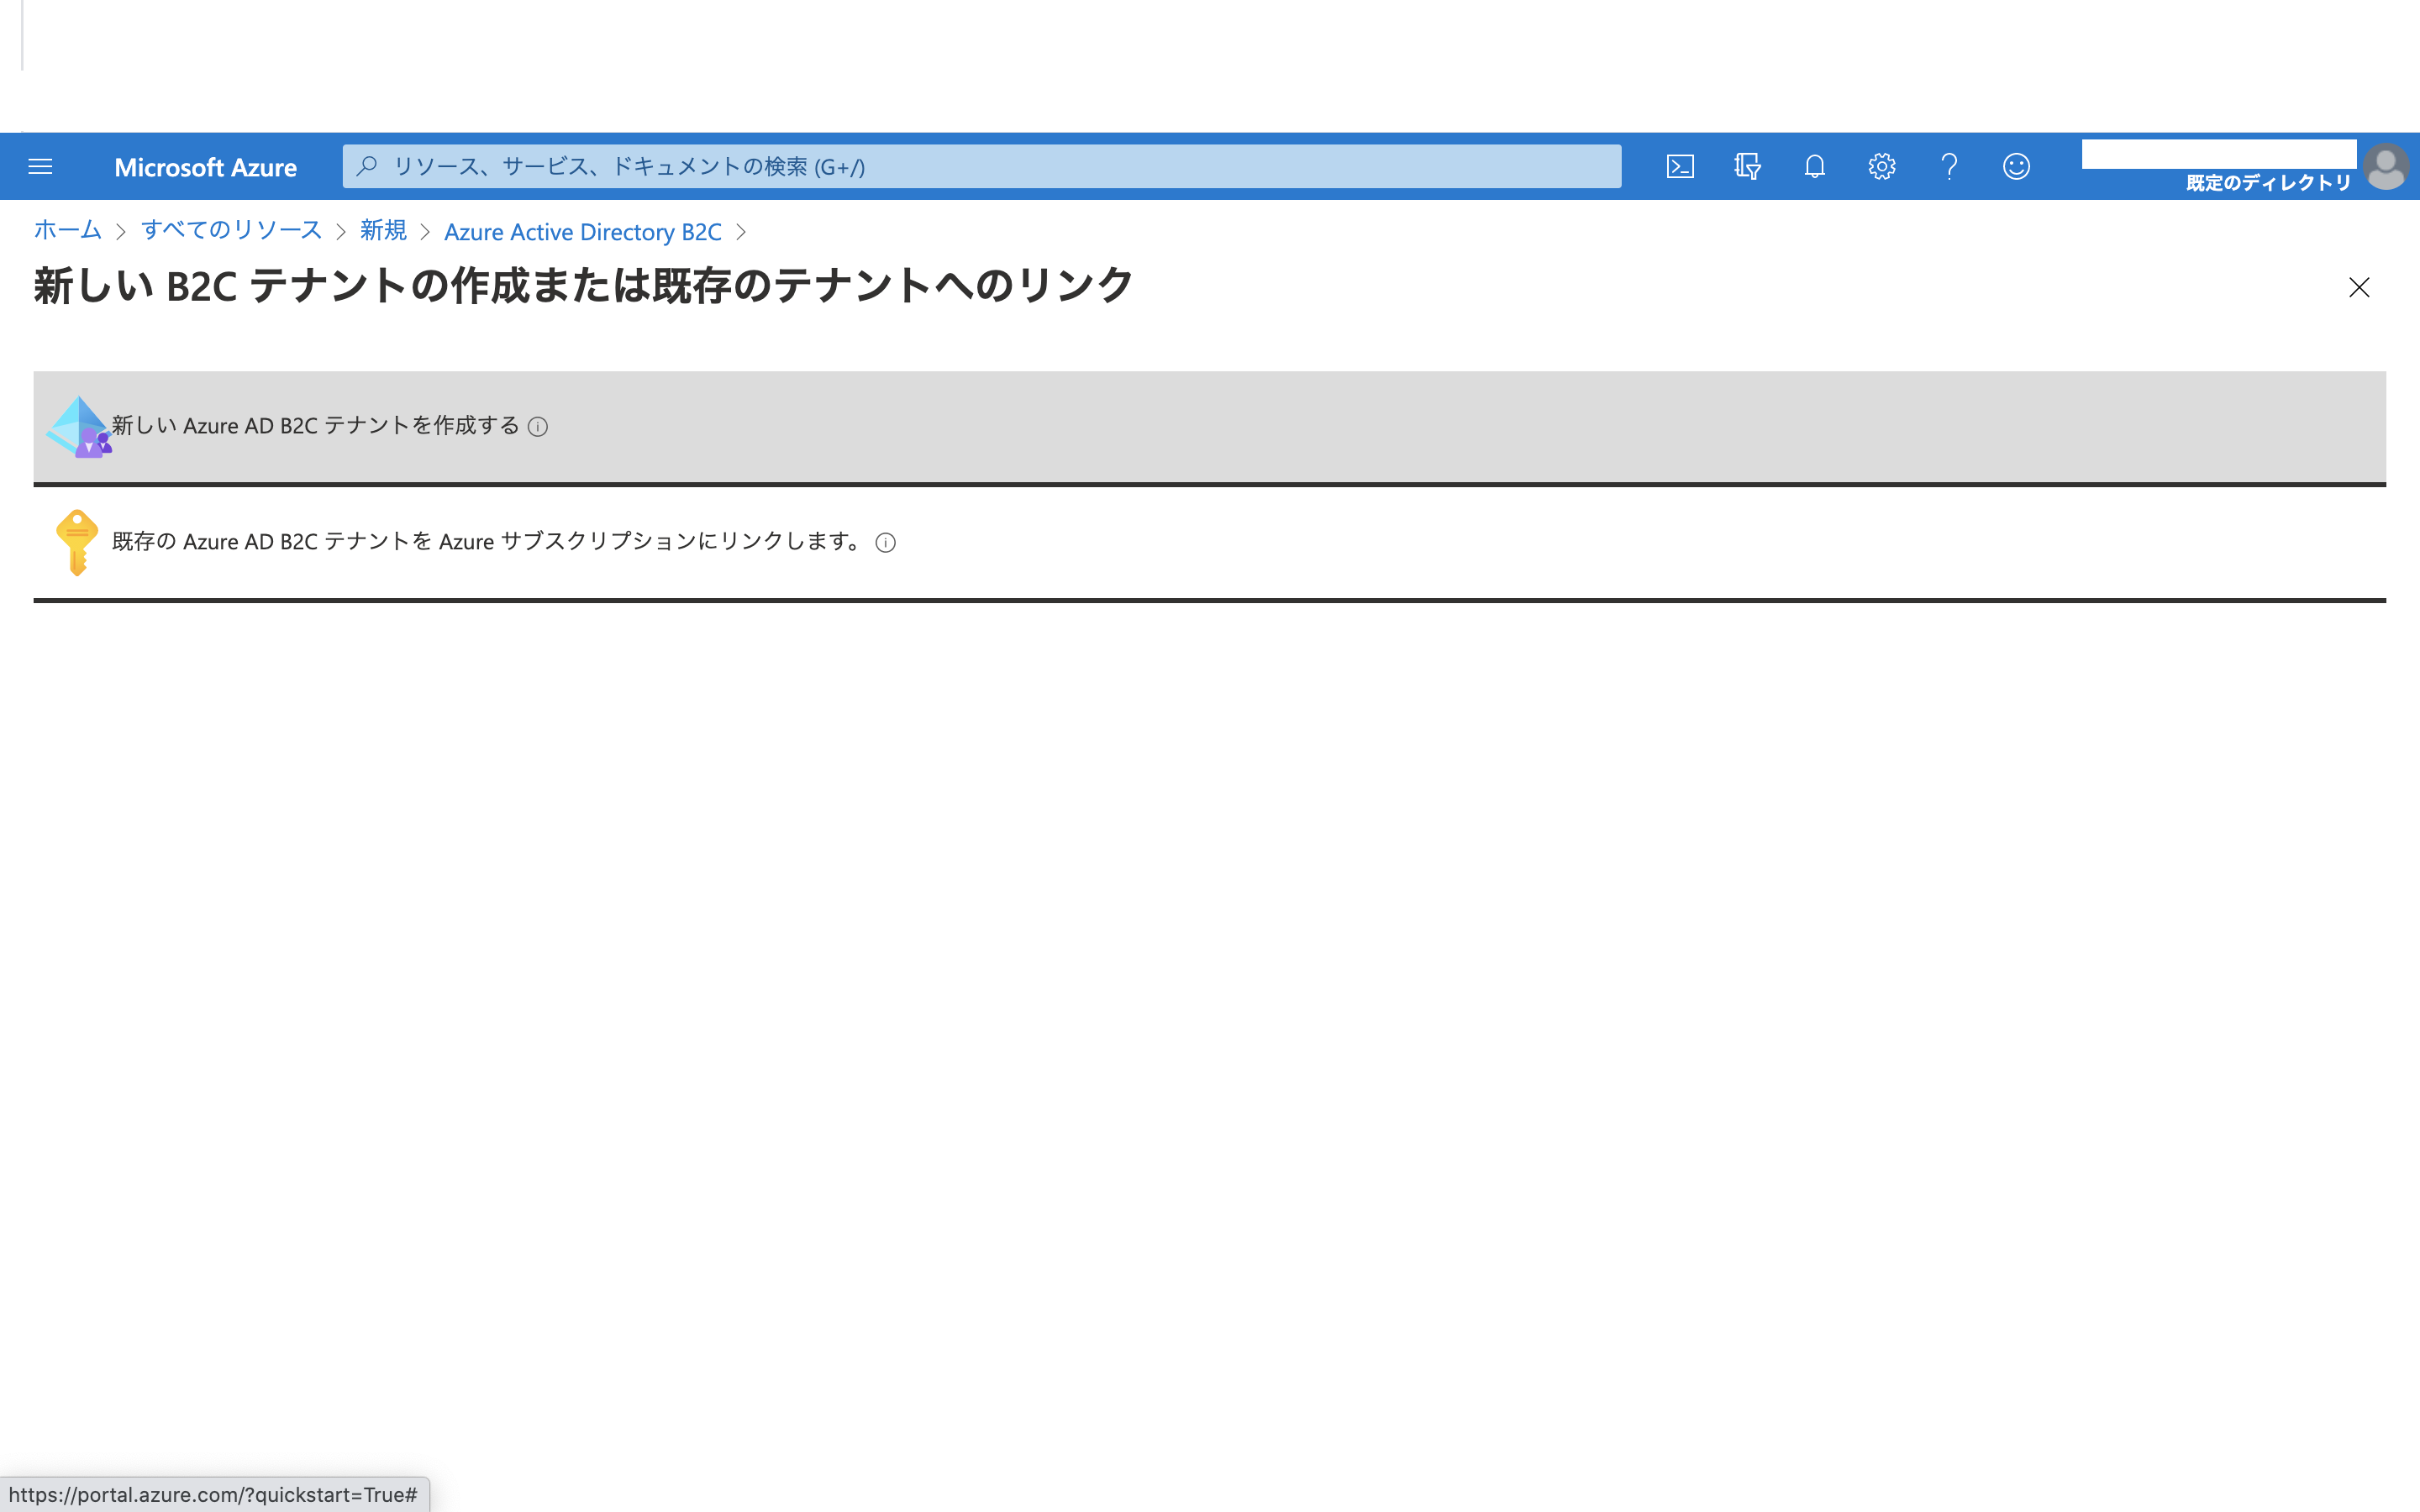 Microsoft Azure
リソース、サービス、ドキュメントの検索 (G+/)
既定のディレクトリ
ホーム > すべてのリソース > 新規 > Azure Active Directory B2C >
新しい B2C テナントの作成または既存のテナントへのリンク
新しい Azure AD B2C テナントを作成する
既存の Azure AD B2C テナントを Azure サブスクリプションにリンクします。
https://portal.azure.com/?quickstart=True#